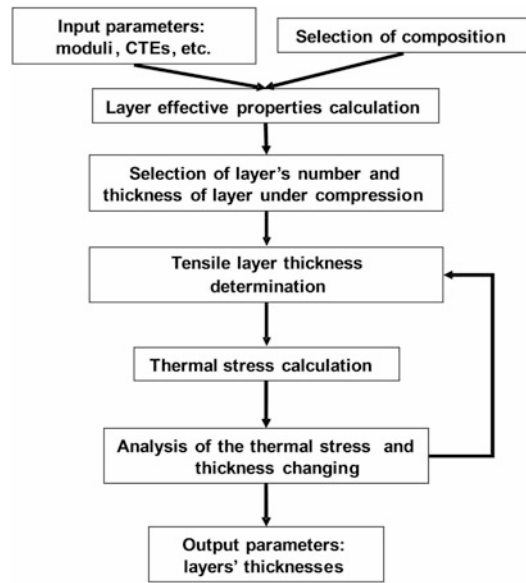 Input parameters:
moduli, CTEs, etc.
Selection of composition
Layer effective properties calculation
Selection of layer's number and
thickness of layer under compression
Tensile layer thickness
determination
Thermal stress calculation
Analysis of the thermal stress and
thickness changing
Output parameters:
layers' thicknesses